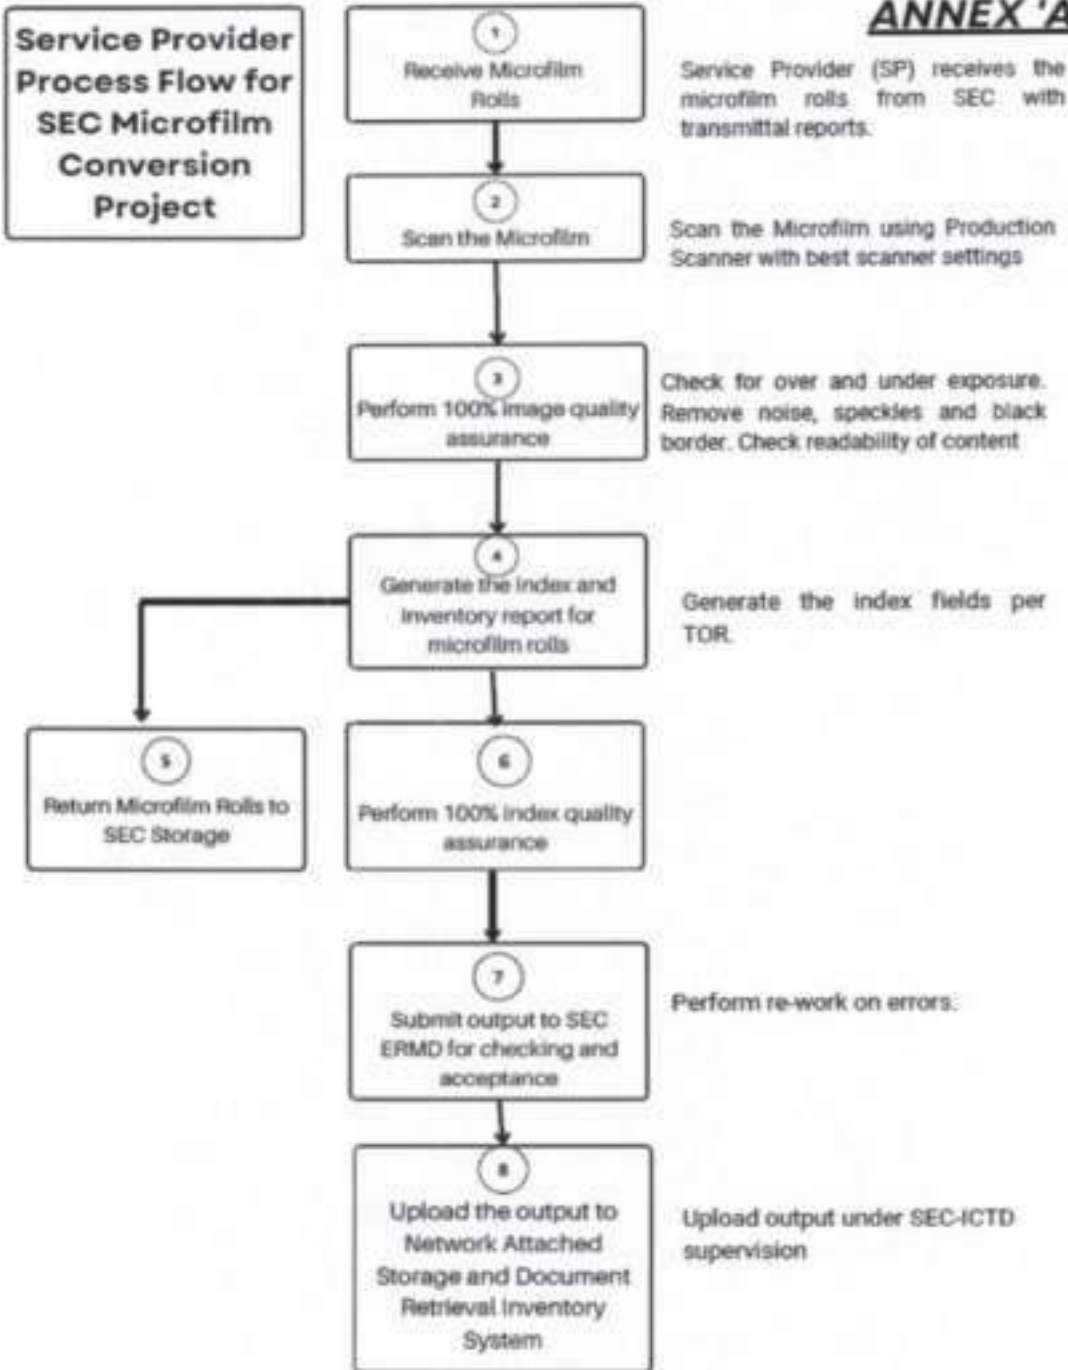 Service Provider
Process Flow for
SEC Microfilm
Conversion
Project
ANNEX 'A
1
Receive Microfilm
Rolls
Service Provider (SP) receives the
microfilm rolls from SEC with
transmittal reports.
2
Scan the Microfilm
Scan the Microfilm using Production
Scanner with best scanner settings
3
Perform 100% image quality
assurance
Check for over and under exposure.
Remove noise, speckles and black
border. Check readability of content
4
Generate the Index and
Inventory report for
microfilm rolls
Generate the index fields per
TOR.
5
Return Microfilm Rolls to
SEC Storage
6
Perform 100% index quality
assurance
7
Submit output to SEC
ERMD for checking and
acceptance
Perform re-work on errors.
8
Upload the output to
Network Attached
Storage and Document
Retrieval Inventory
System
Upload output under SEC-ICTD
supervision